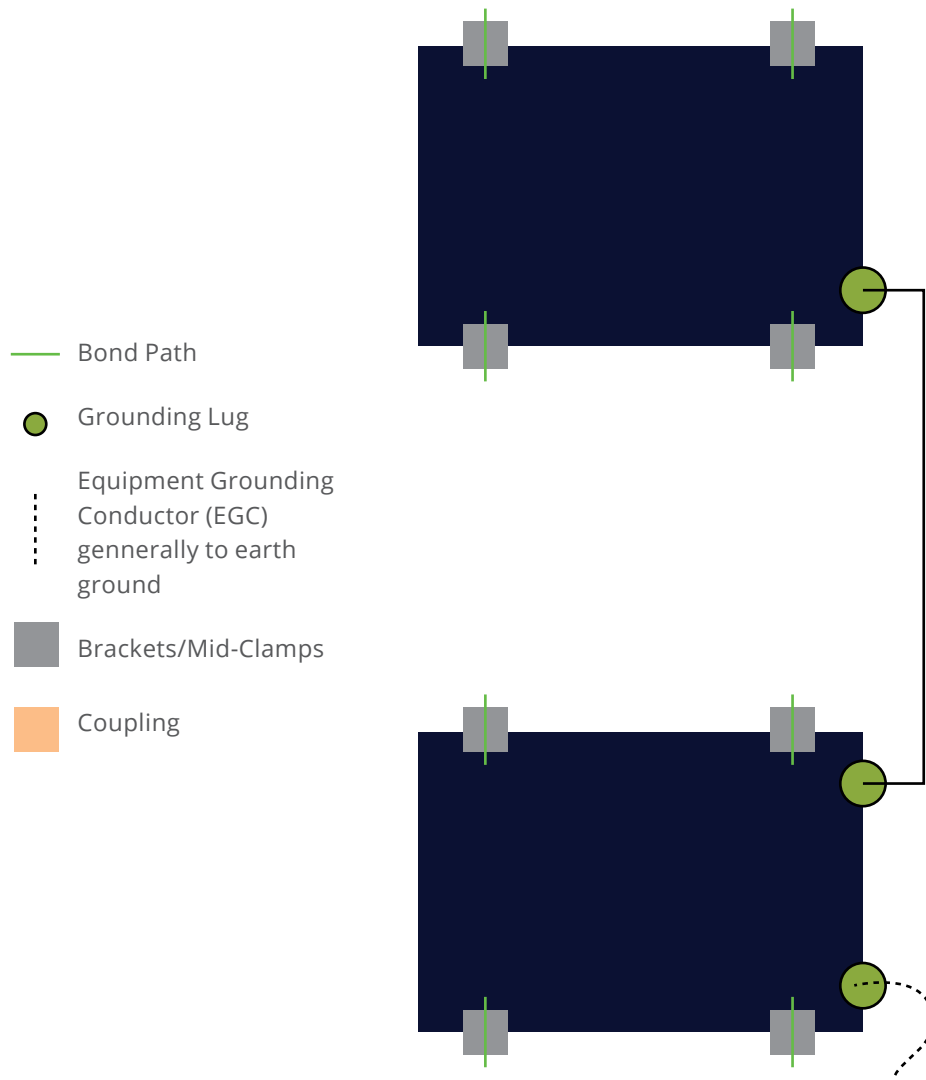 Bond Path
Grounding Lug
Equipment Grounding
Conductor (EGC)
gennerally to earth
ground
Brackets/Mid-Clamps
Coupling